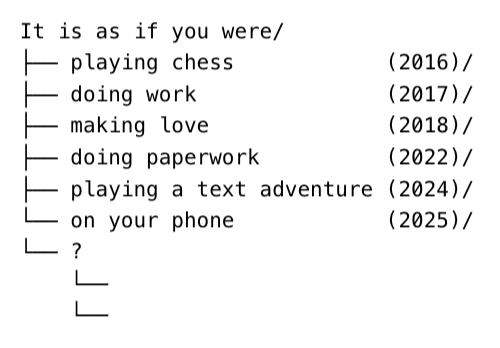 It is as if you were/
├── playing chess            (2016)/
├── doing work               (2017)/
├── making love              (2018)/
├── doing paperwork          (2022)/
├── playing a text adventure (2024)/
└── on your phone            (2025)/
└── ?
    └──
    └──